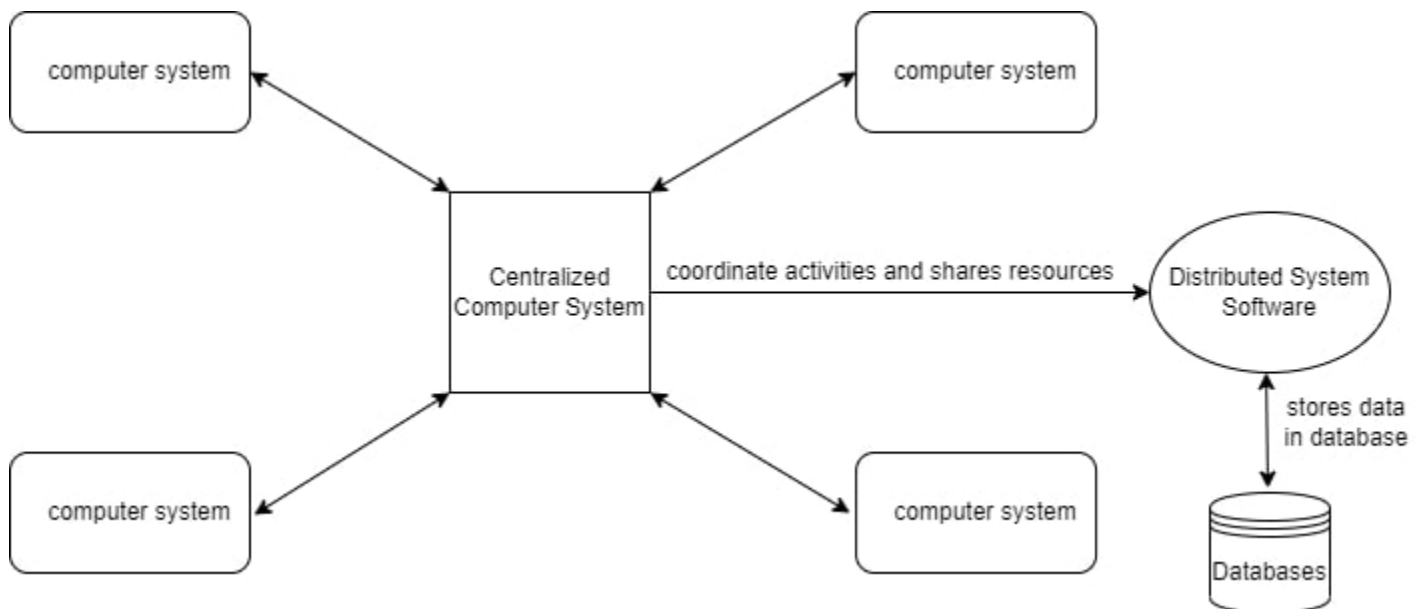 computer system
computer system
Centralized
Computer System
coordinate activities and shares resources
Distributed System
Software
stores data
in database
computer system
computer system
Databases